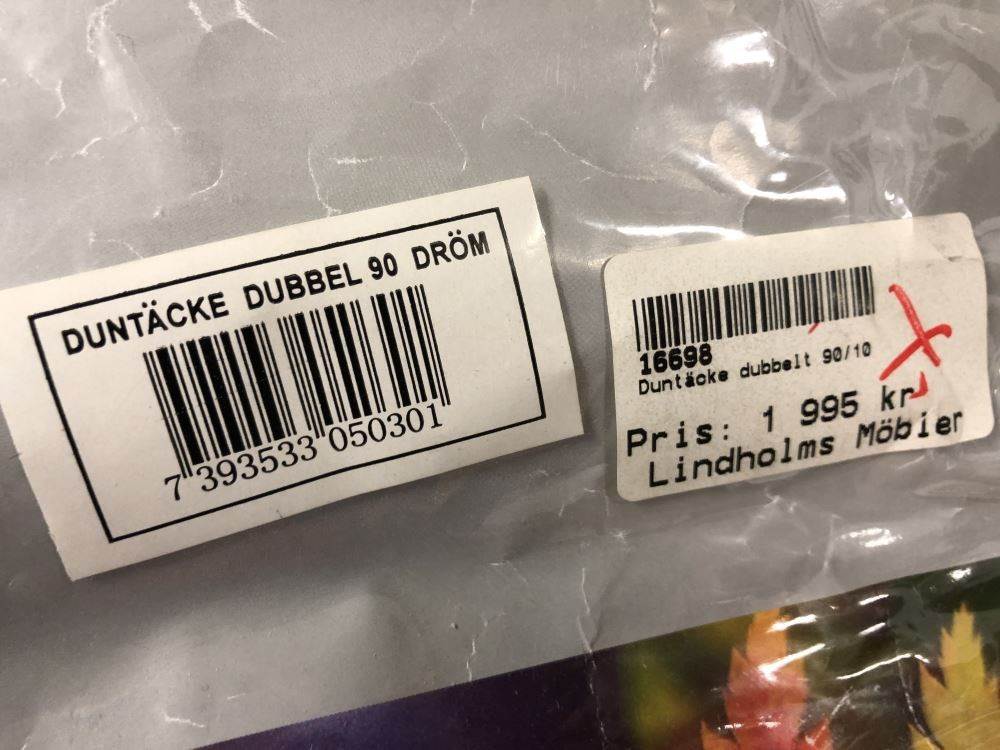 DUNTÄCKE DUBBEL 90 DRÖM
7 393533 050301
16698
Duntäcke dubbelt 90/10
Pris: 1 995 kr
Lindholms Möbler